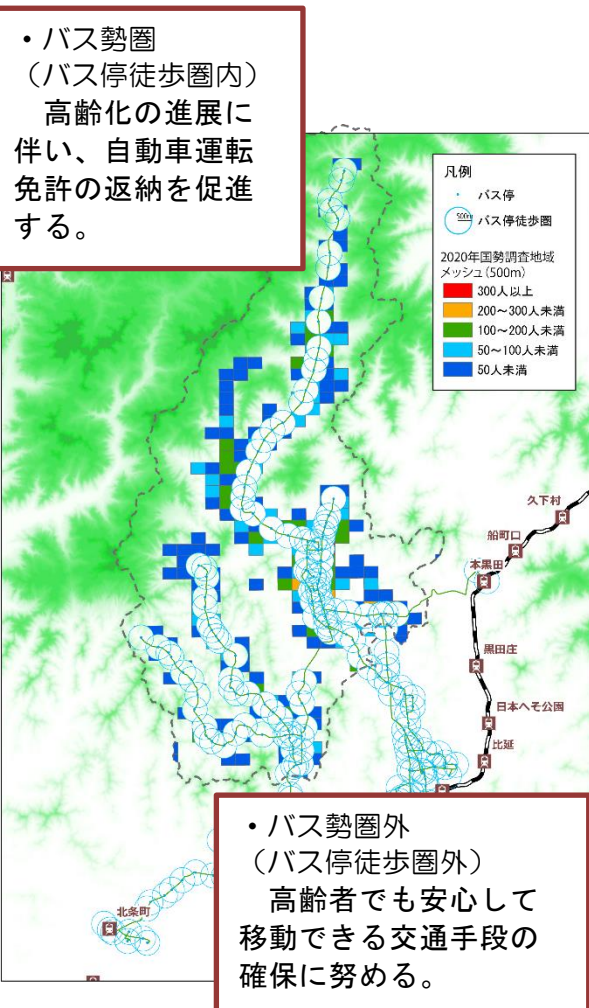 ・バス勢圏
（バス停徒歩圏内）
高齢化の進展に
伴い、自動車運転
免許の返納を促進
する。
凡例
バス停
500m
バス停徒歩圏
2020年国勢調査地域
メッシュ(500m)
300人以上
200～300人未満
100～200人未満
50～100人未満
50人未満
久下村
船町口
本黒田
黒田庄
日本へそ公園
比延
北条町
・バス勢圏外
（バス停徒歩圏外）
高齢者でも安心して
移動できる交通手段の
確保に努める。